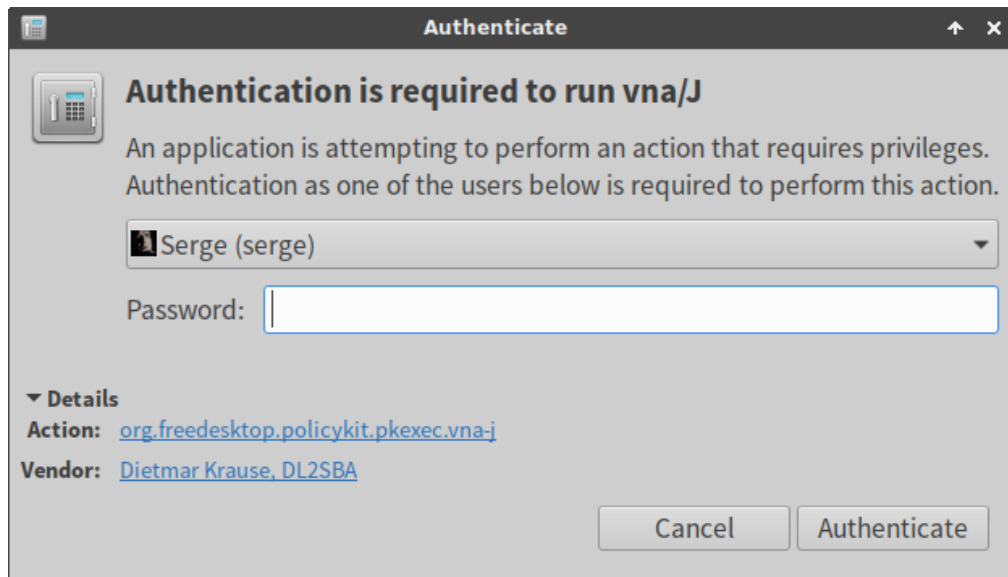 Authenticate
Authentication is required to run vna/J
An application is attempting to perform an action that requires privileges.
Authentication as one of the users below is required to perform this action.
Serge (serge)
Password:
Details
Action: org.freedesktop.policykit.pkexec.vna-j
Vendor: Dietmar Krause, DL2SBA
Cancel Authenticate